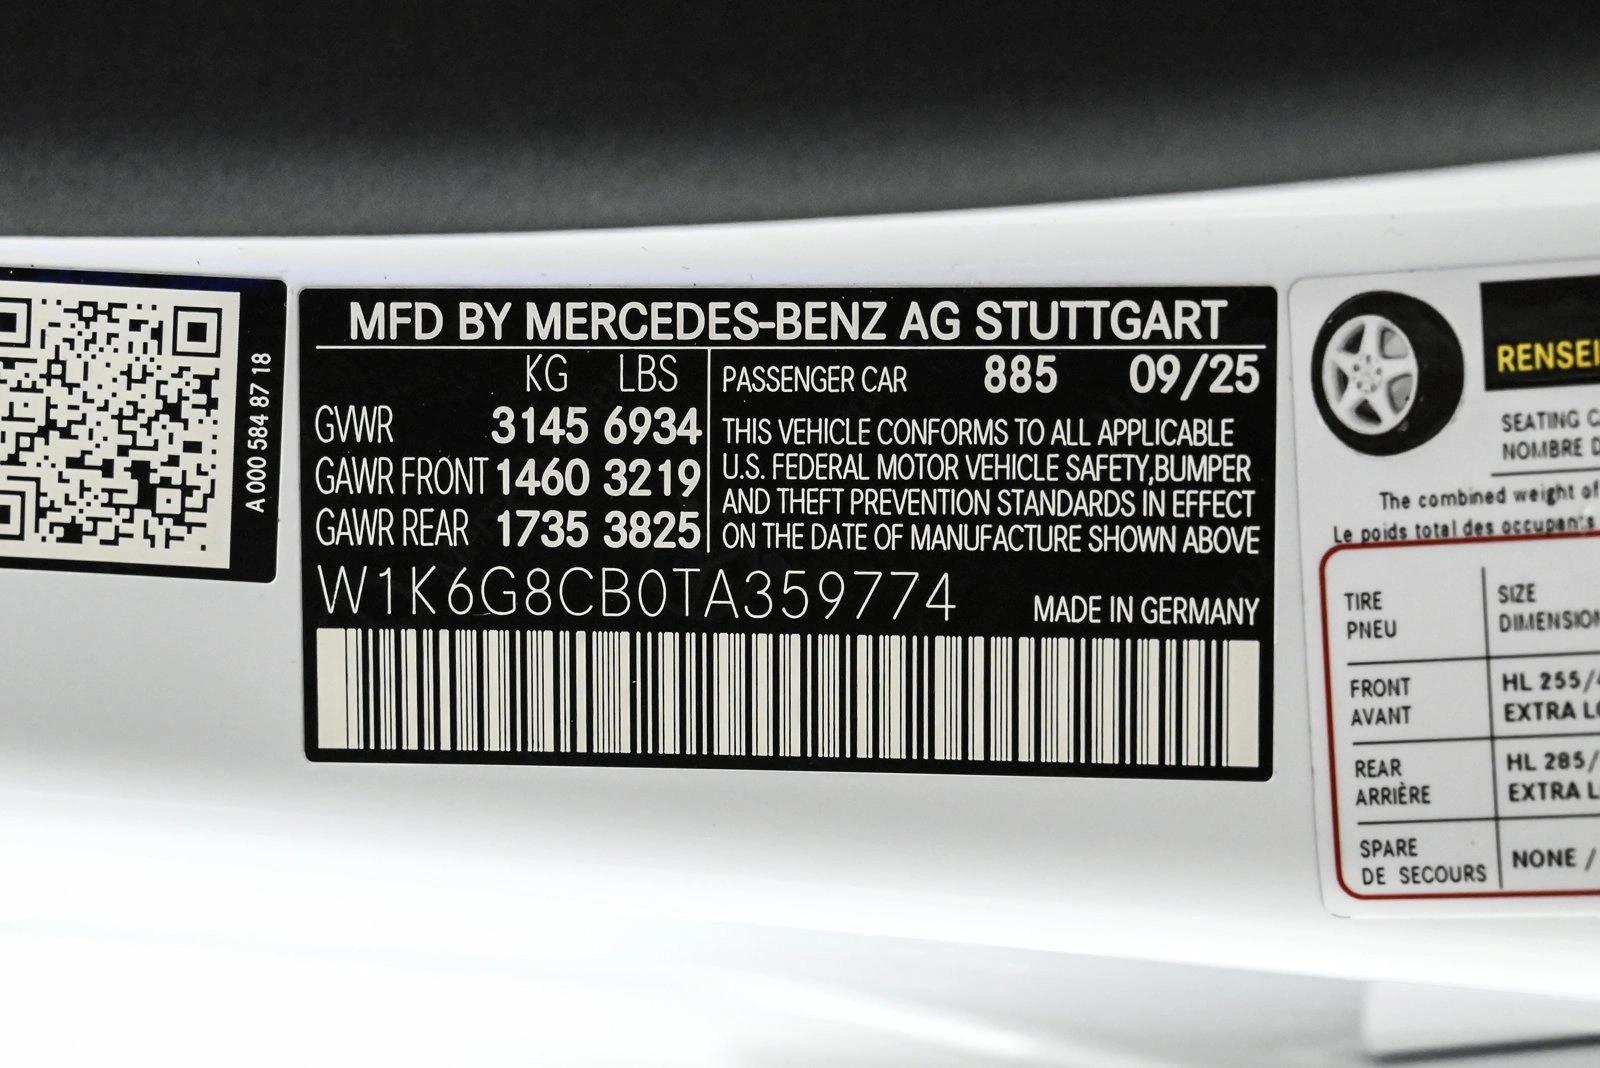 A 000 584 87 18
MFD BY MERCEDES-BENZ AG STUTTGART
KG LBS
GVWR 3145 6934
GAWR FRONT 1460 3219
GAWR REAR 1735 3825
PASSENGER CAR 885 09/25
THIS VEHICLE CONFORMS TO ALL APPLICABLE
U.S. FEDERAL MOTOR VEHICLE SAFETY,BUMPER
AND THEFT PREVENTION STANDARDS IN EFFECT
ON THE DATE OF MANUFACTURE SHOWN ABOVE
W1K6G8CB0TA359774
MADE IN GERMANY
RENSEI
SEATING
NOMBRE
The combined weight of
Le poids total des occupants
TIRE SIZE
PNEU DIMENSION
FRONT HL 255/
AVANT EXTRA
REAR HL 285/
ARRIÈRE EXTRA
SPARE NONE /
DE SECOURS